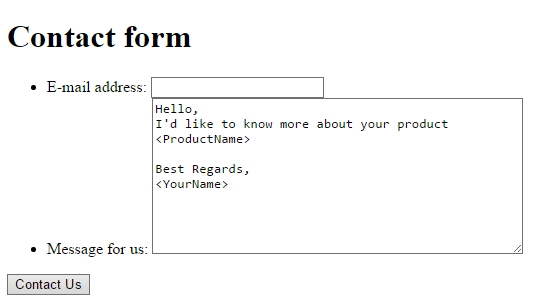 Contact form
E-mail address:
Hello,
I'd like to know more about your product
<ProductName>
Best Regards,
<YourName>
Message for us:
Contact Us